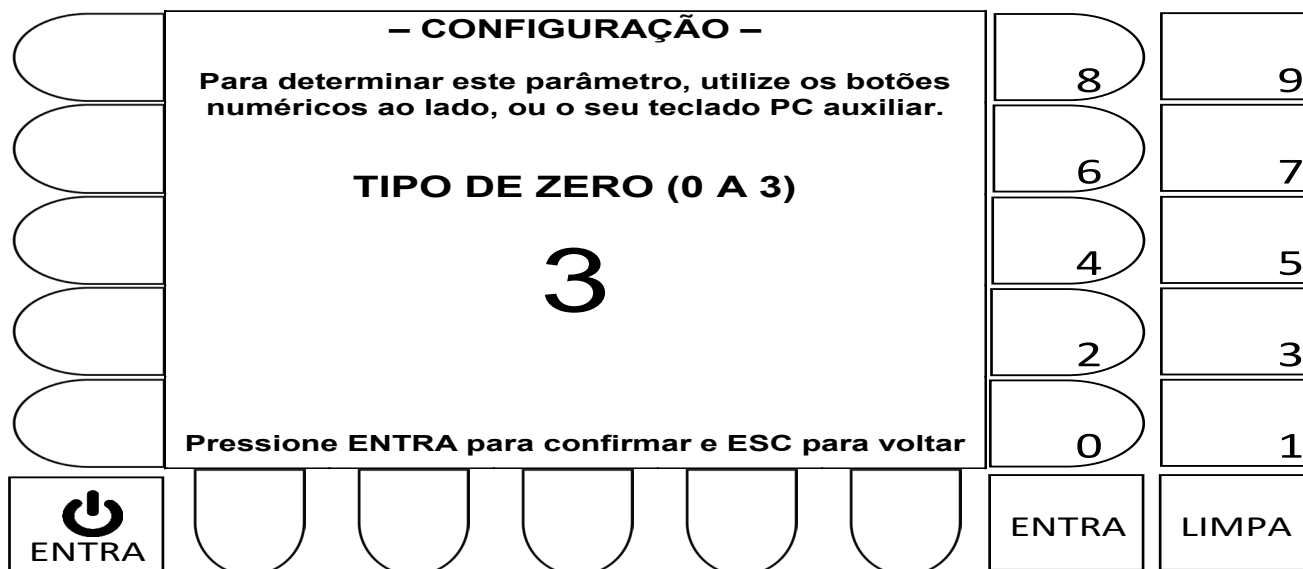 – CONFIGURAÇÃO –
Para determinar este parâmetro, utilize os botões
numéricos ao lado, ou o seu teclado PC auxiliar.
TIPO DE ZERO (0 A 3)
3
Pressione ENTRA para confirmar e ESC para voltar
8 9
6 7
4 5
2 3
0 1
ENTRA
ENTRA
LIMPA